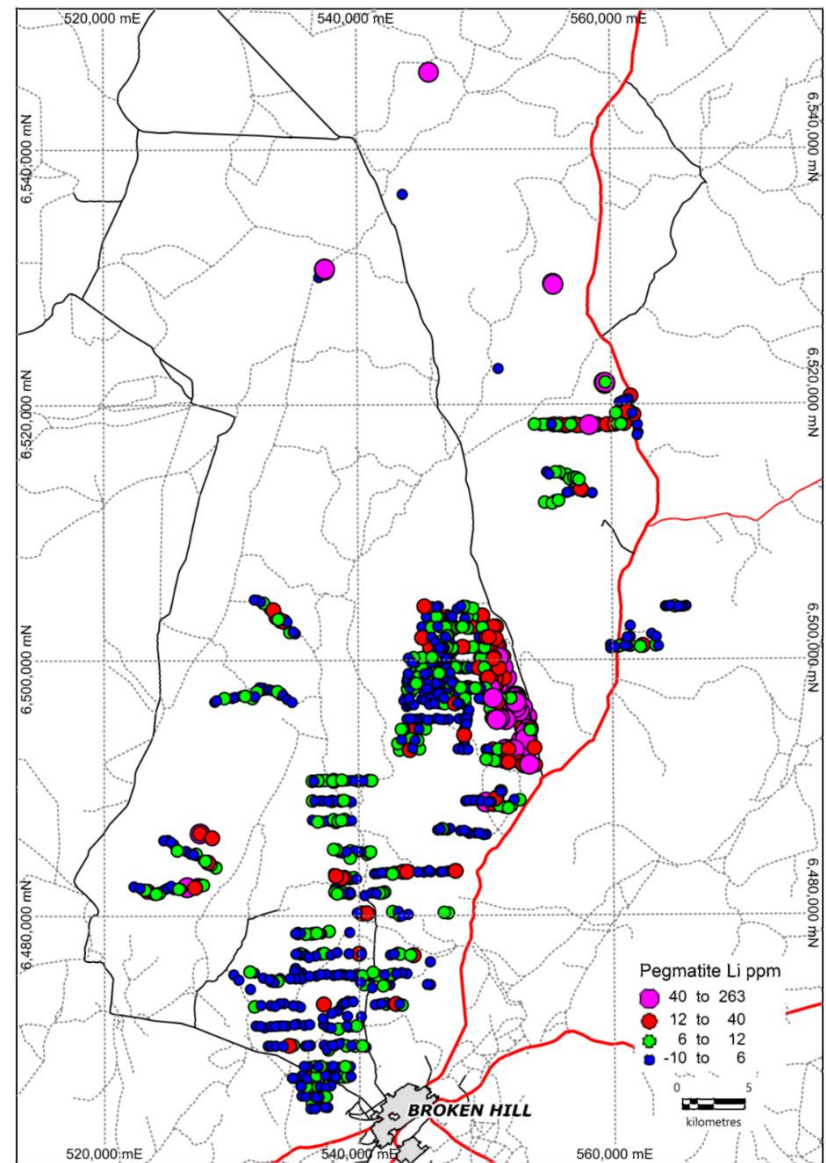 520,000 mE 540,000 mE 560,000 mE
6,540,000 mN 6,540,000 mN
6,520,000 mN 6,520,000 mN
6,500,000 mN 6,500,000 mN
6,480,000 mN 6,480,000 mN
Pegmatite Li ppm
40 to 263
12 to 40
6 to 12
-10 to 6
0 5
kilometres
BROKEN HILL
520,000 mE 540,000 mE 560,000 mE